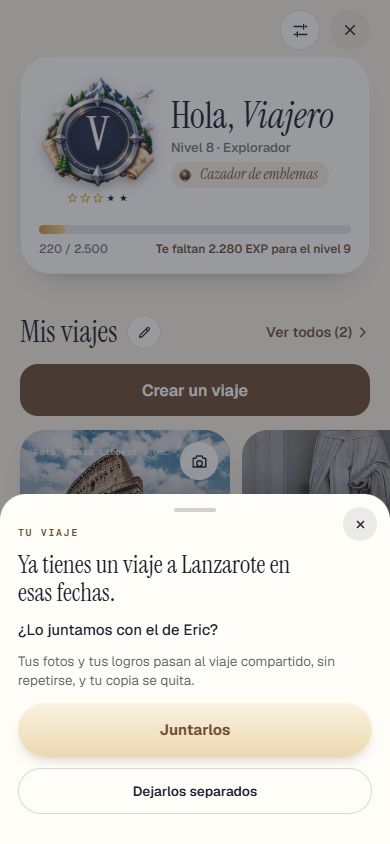 V
Hola, Viajero
Nivel 8 · Explorador
Cazador de emblemas
220 / 2.500
Te faltan 2.280 EXP para el nivel 9
Mis viajes
Ver todos (2)
Crear un viaje
Foto: David Libbert
TU VIAJE
Ya tienes un viaje a Lanzarote en
esas fechas.
¿Lo juntamos con el de Eric?
Tus fotos y tus logros pasan al viaje compartido, sin
repetirse, y tu copia se quita.
Juntarlos
Dejarlos separados